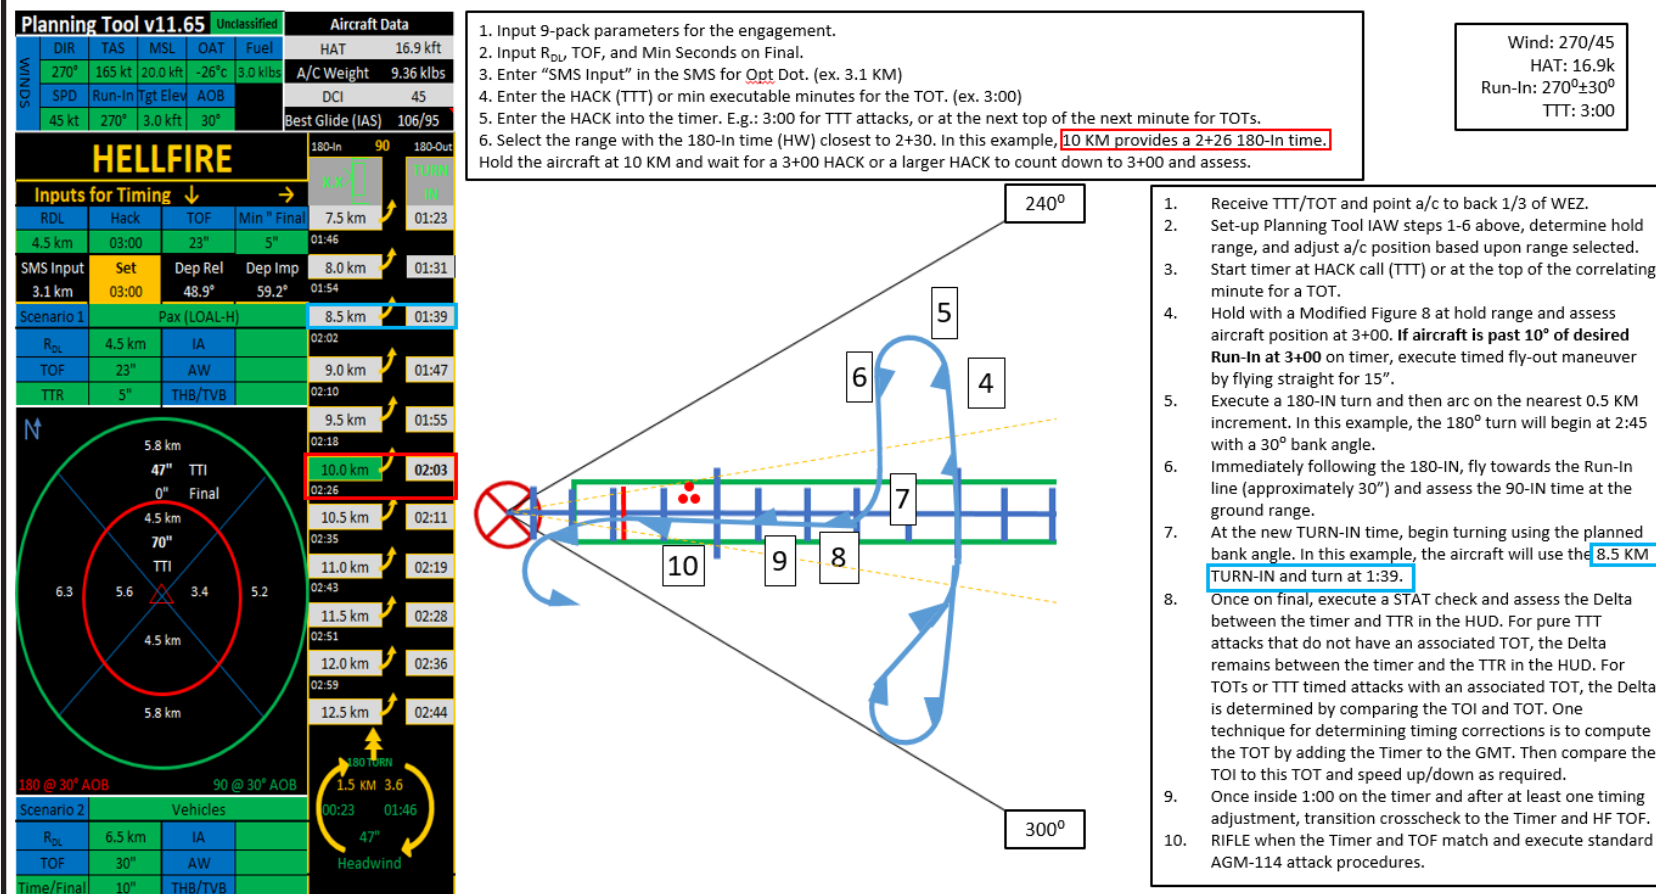 Planning Tool v11.65 Unclassified
Aircraft Data
WINDS
DIR TAS MSL OAT Fuel
270° 165 kt 20.0 kft -26°c 3.0 klbs
SPD Run-In Tgt Elev AOB
45 kt 270° 3.0 kft 30°
HAT 16.9 kft
A/C Weight 9.36 klbs
DCI 45
Best Glide (IAS) 106/95
HELLFIRE
Inputs for Timing ↓ →
RDL Hack TOF Min " Final
4.5 km 03:00 23" 5"
SMS Input Set Dep Rel Dep Imp
3.1 km 03:00 48.9° 59.2°
Scenario 1 Pax (LOAL-H)
RDL 4.5 km IA
TOF 23" AW
TTR 5" THB/TVB
N
5.8 km
47" TTI
0" Final
4.5 km
70"
TTI
6.3 5.6 3.4 5.2
4.5 km
5.8 km
180 @ 30° AOB 90 @ 30° AOB
Scenario 2 Vehicles
RDL 6.5 km IA
TOF 30" AW
Time/Final 10" THB/TVB
180-In 90 180-Out
TURN
IN
7.5 km 01:23
01:46
8.0 km 01:31
01:54
8.5 km 01:39
02:02
9.0 km 01:47
02:10
9.5 km 01:55
02:18
10.0 km 02:03
02:26
10.5 km 02:11
02:35
11.0 km 02:19
02:43
11.5 km 02:28
02:51
12.0 km 02:36
02:59
12.5 km 02:44
180 TURN
1.5 KM 3.6
00:23 01:46
47"
Headwind
1. Input 9-pack parameters for the engagement.
2. Input RDL, TOF, and Min Seconds on Final.
3. Enter “SMS Input” in the SMS for Opt Dot. (ex. 3.1 KM)
4. Enter the HACK (TTT) or min executable minutes for the TOT. (ex. 3:00)
5. Enter the HACK into the timer. E.g.: 3:00 for TTT attacks, or at the next top of the next minute for TOTs.
6. Select the range with the 180-In time (HW) closest to 2+30. In this example, 10 KM provides a 2+26 180-In time.
Hold the aircraft at 10 KM and wait for a 3+00 HACK or a larger HACK to count down to 3+00 and assess.
Wind: 270/45
HAT: 16.9k
Run-In: 270⁰±30⁰
TTT: 3:00
240⁰
5
6
4
7
10
9
8
300⁰
1. Receive TTT/TOT and point a/c to back 1/3 of WEZ.
2. Set-up Planning Tool IAW steps 1-6 above, determine hold
range, and adjust a/c position based upon range selected.
3. Start timer at HACK call (TTT) or at the top of the correlating
minute for a TOT.
4. Hold with a Modified Figure 8 at hold range and assess
aircraft position at 3+00. If aircraft is past 10° of desired
Run-In at 3+00 on timer, execute timed fly-out maneuver
by flying straight for 15”.
5. Execute a 180-IN turn and then arc on the nearest 0.5 KM
increment. In this example, the 180⁰ turn will begin at 2:45
with a 30⁰ bank angle.
6. Immediately following the 180-IN, fly towards the Run-In
line (approximately 30”) and assess the 90-IN time at the
ground range.
7. At the new TURN-IN time, begin turning using the planned
bank angle. In this example, the aircraft will use the 8.5 KM
TURN-IN and turn at 1:39.
8. Once on final, execute a STAT check and assess the Delta
between the timer and TTR in the HUD. For pure TTT
attacks that do not have an associated TOT, the Delta
remains between the timer and the TTR in the HUD. For
TOTs or TTT timed attacks with an associated TOT, the Delta
is determined by comparing the TOI and TOT. One
technique for determining timing corrections is to compute
the TOT by adding the Timer to the GMT. Then compare the
TOI to this TOT and speed up/down as required.
9. Once inside 1:00 on the timer and after at least one timing
adjustment, transition crosscheck to the Timer and HF TOF.
10. RIFLE when the Timer and TOF match and execute standard
AGM-114 attack procedures.